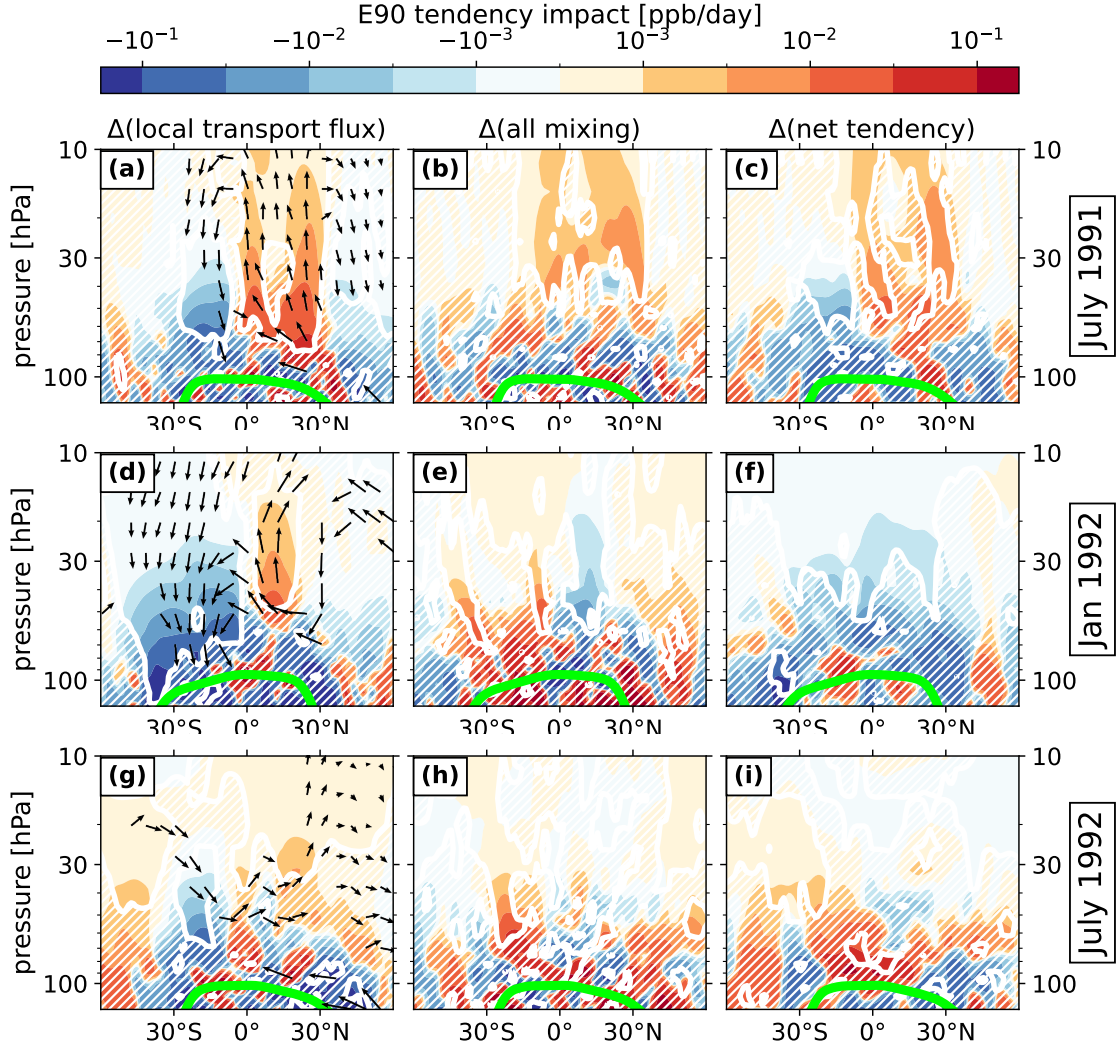 E90 tendency impact [ppb/day]
−10⁻¹ −10⁻² −10⁻³ 10⁻³ 10⁻² 10⁻¹
Δ(local transport flux) Δ(all mixing) Δ(net tendency)
(a) (b) (c)
10 30 100
pressure [hPa]
10 30 100
July 1991
30°S 0° 30°N 30°S 0° 30°N 30°S 0° 30°N
(d) (e) (f)
10 30 100
pressure [hPa]
10 30 100
Jan 1992
30°S 0° 30°N 30°S 0° 30°N 30°S 0° 30°N
(g) (h) (i)
10 30 100
pressure [hPa]
10 30 100
July 1992
30°S 0° 30°N 30°S 0° 30°N 30°S 0° 30°N